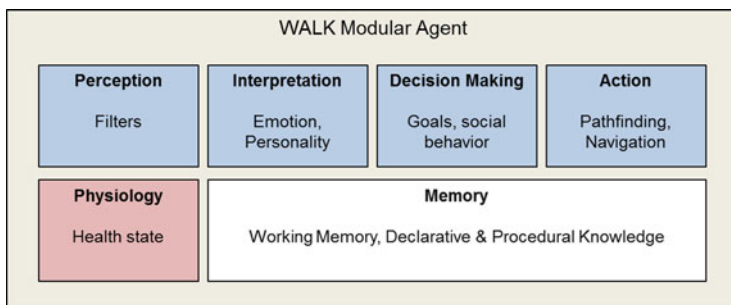 WALK Modular Agent
Perception
Filters
Interpretation
Emotion,
Personality
Decision Making
Goals, social
behavior
Action
Pathfinding,
Navigation
Physiology
Health state
Memory
Working Memory, Declarative & Procedural Knowledge